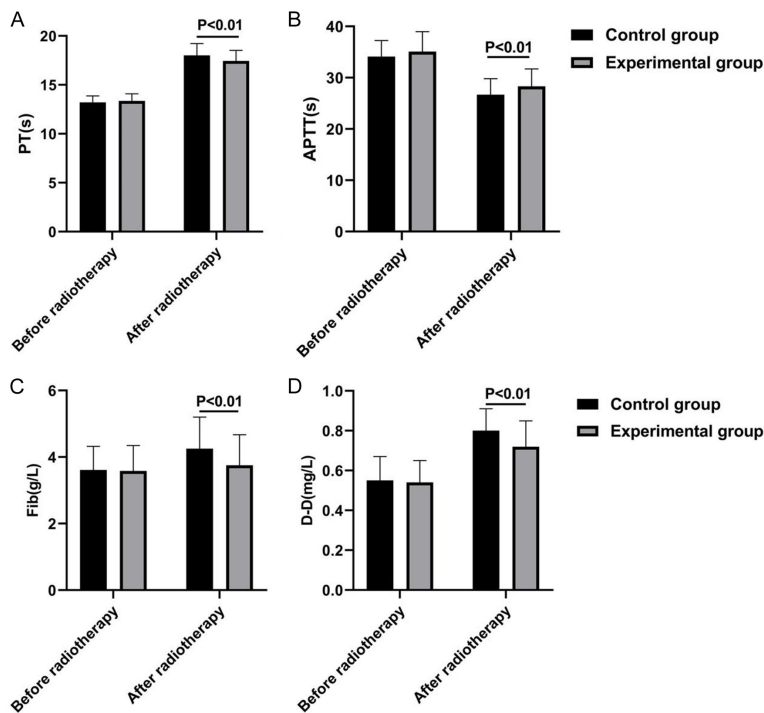 A
PT(s)
20
15
10
5
0
P<0.01
Before radiotherapy
After radiotherapy
B
APTT(s)
40
30
20
10
0
P<0.01
Before radiotherapy
After radiotherapy
Control group
Experimental group
C
Fib(g/L)
6
4
2
0
P<0.01
Before radiotherapy
After radiotherapy
D
D-D(mg/L)
1.0
0.8
0.6
0.4
0.2
0.0
P<0.01
Before radiotherapy
After radiotherapy
Control group
Experimental group